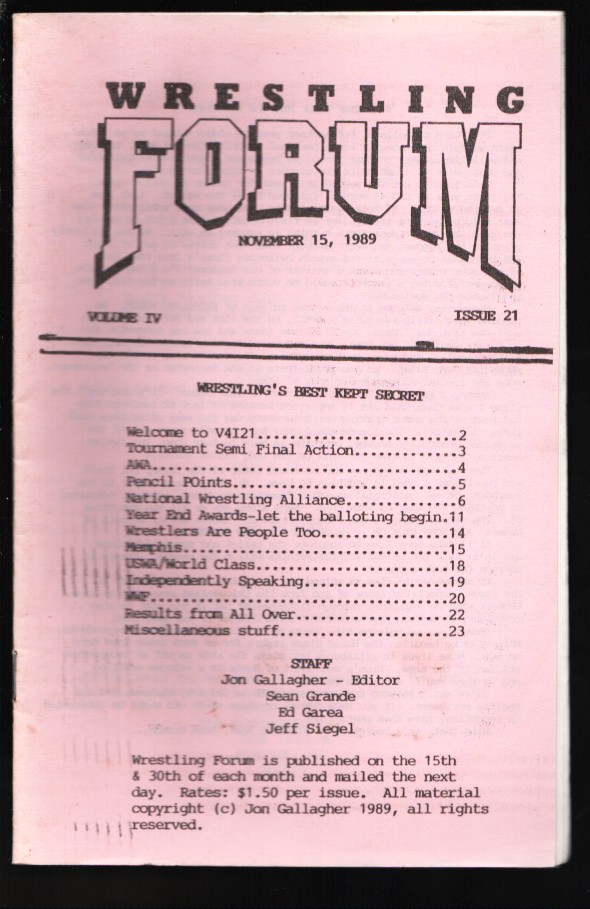 WRESTLING
FORUM
NOVEMBER 15, 1989
VOLUME IV
ISSUE 21
WRESTLING'S BEST KEPT SECRET
Welcome to V4I21..............................2
Tournament Semi Final Action................3
AWA...........................................4
Pencil POints.................................5
National Wrestling Alliance.................6
Year End Awards-let the balloting begin.11
Wrestlers Are People Too...................14
Memphis......................................15
USWA/World Class............................18
Independently Speaking.....................19
WWF..........................................20
Results from All Over......................22
Miscellaneous stuff.........................23
STAFF
Jon Gallagher - Editor
Sean Grande
Ed Garea
Jeff Siegel
Wrestling Forum is published on the 15th
& 30th of each month and mailed the next
day. Rates: $1.50 per issue. All material
copyright (c) Jon Gallagher 1989, all rights
reserved.